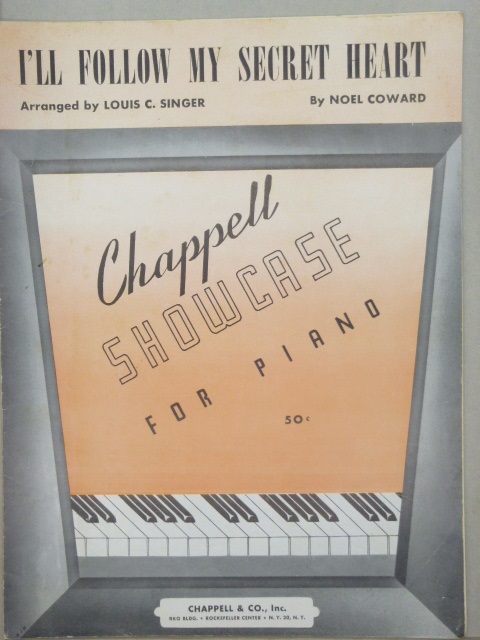 I'LL FOLLOW MY SECRET HEART
Arranged by LOUIS C. SINGER By NOEL COWARD
Chappell
SHOWCASE
FOR PIANO
50c
CHAPPELL & CO., Inc.
RKO BLDG. • ROCKEFELLER CENTER • N. Y. 20, N. Y.